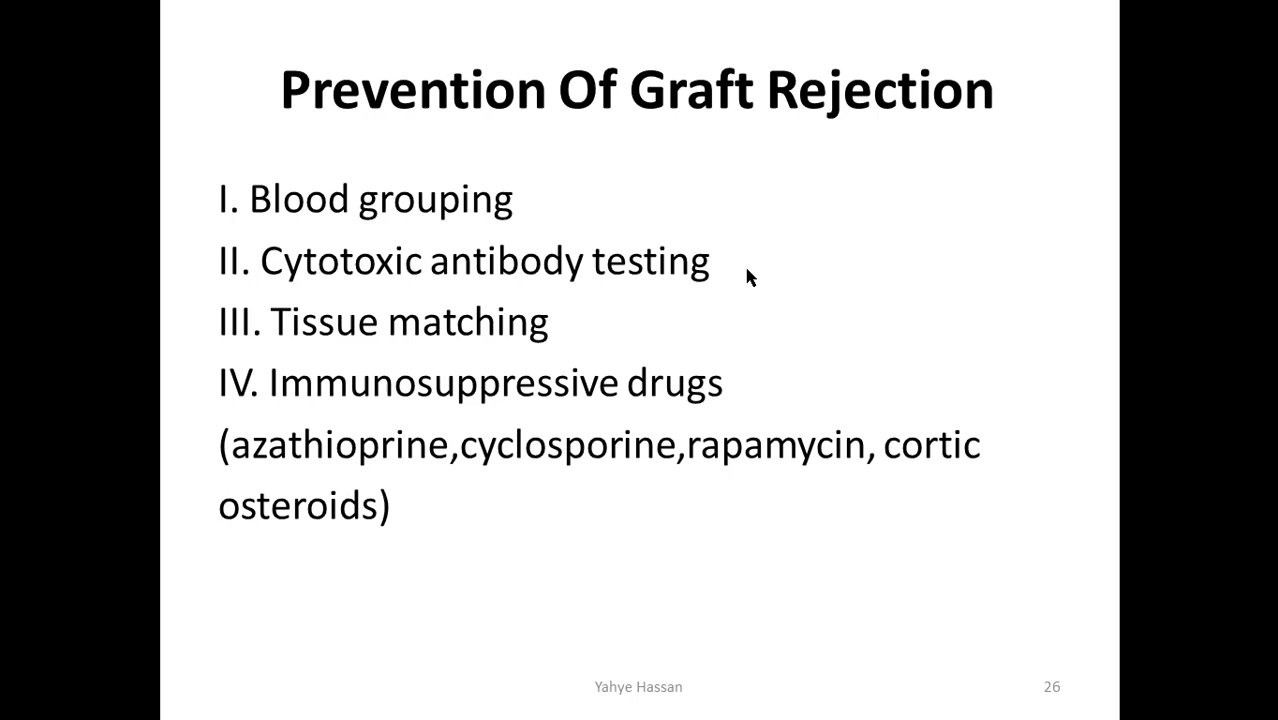 Prevention Of Graft Rejection
I. Blood grouping
II. Cytotoxic antibody testing
III. Tissue matching
IV. Immunosuppressive drugs
(azathioprine,cyclosporine,rapamycin, cortic
osteroids)
Yahye Hassan
26